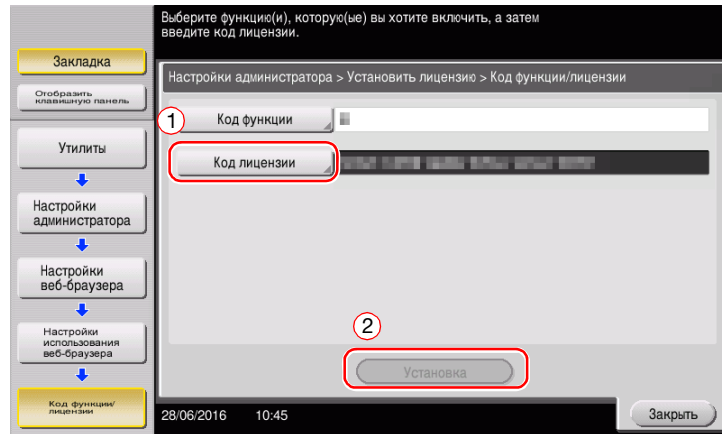 Выберите функцию(и), которую(ые) вы хотите включить, а затем
введите код лицензии.
Закладка
Отобразить
клавишную панель
Утилиты
Настройки
администратора
Настройки
веб-браузера
Настройки
использования
веб-браузера
Код функции/
лицензии
Настройки администратора > Установить лицензию > Код функции/лицензии
1
Код функции
Код лицензии
2
Установка
28/06/2016 10:45
Закрыть